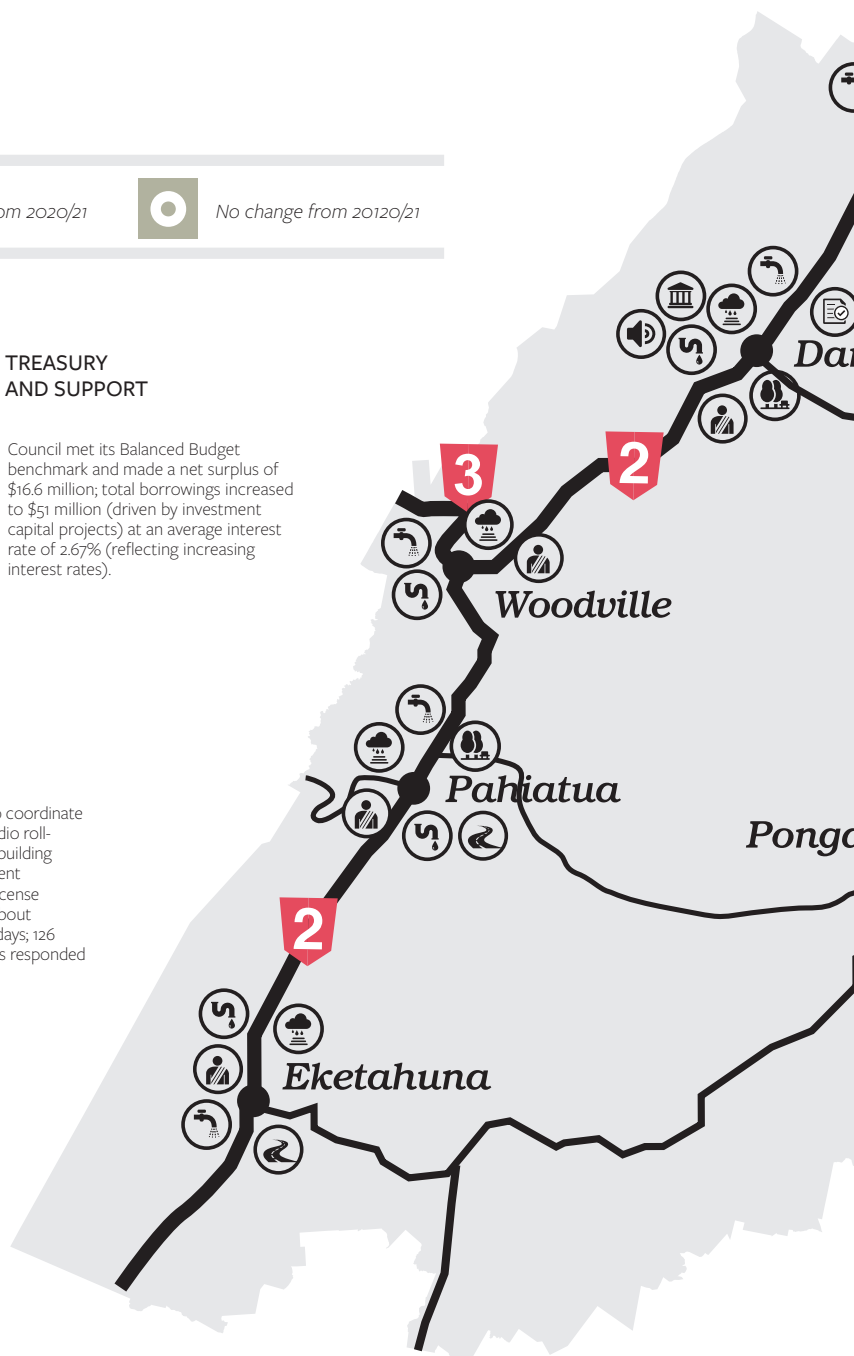 om 2020/21
No change from 20120/21
TREASURY
AND SUPPORT
Council met its Balanced Budget
benchmark and made a net surplus of
$16.6 million; total borrowings increased
to $51 million (driven by investment
capital projects) at an average interest
rate of 2.67% (reflecting increasing
interest rates).
coordinate
dio roll-
building
ent
cense
bout
days; 126
s responded
Dan
2
3
Woodville
Pahiatua
Pongo
2
Eketahuna